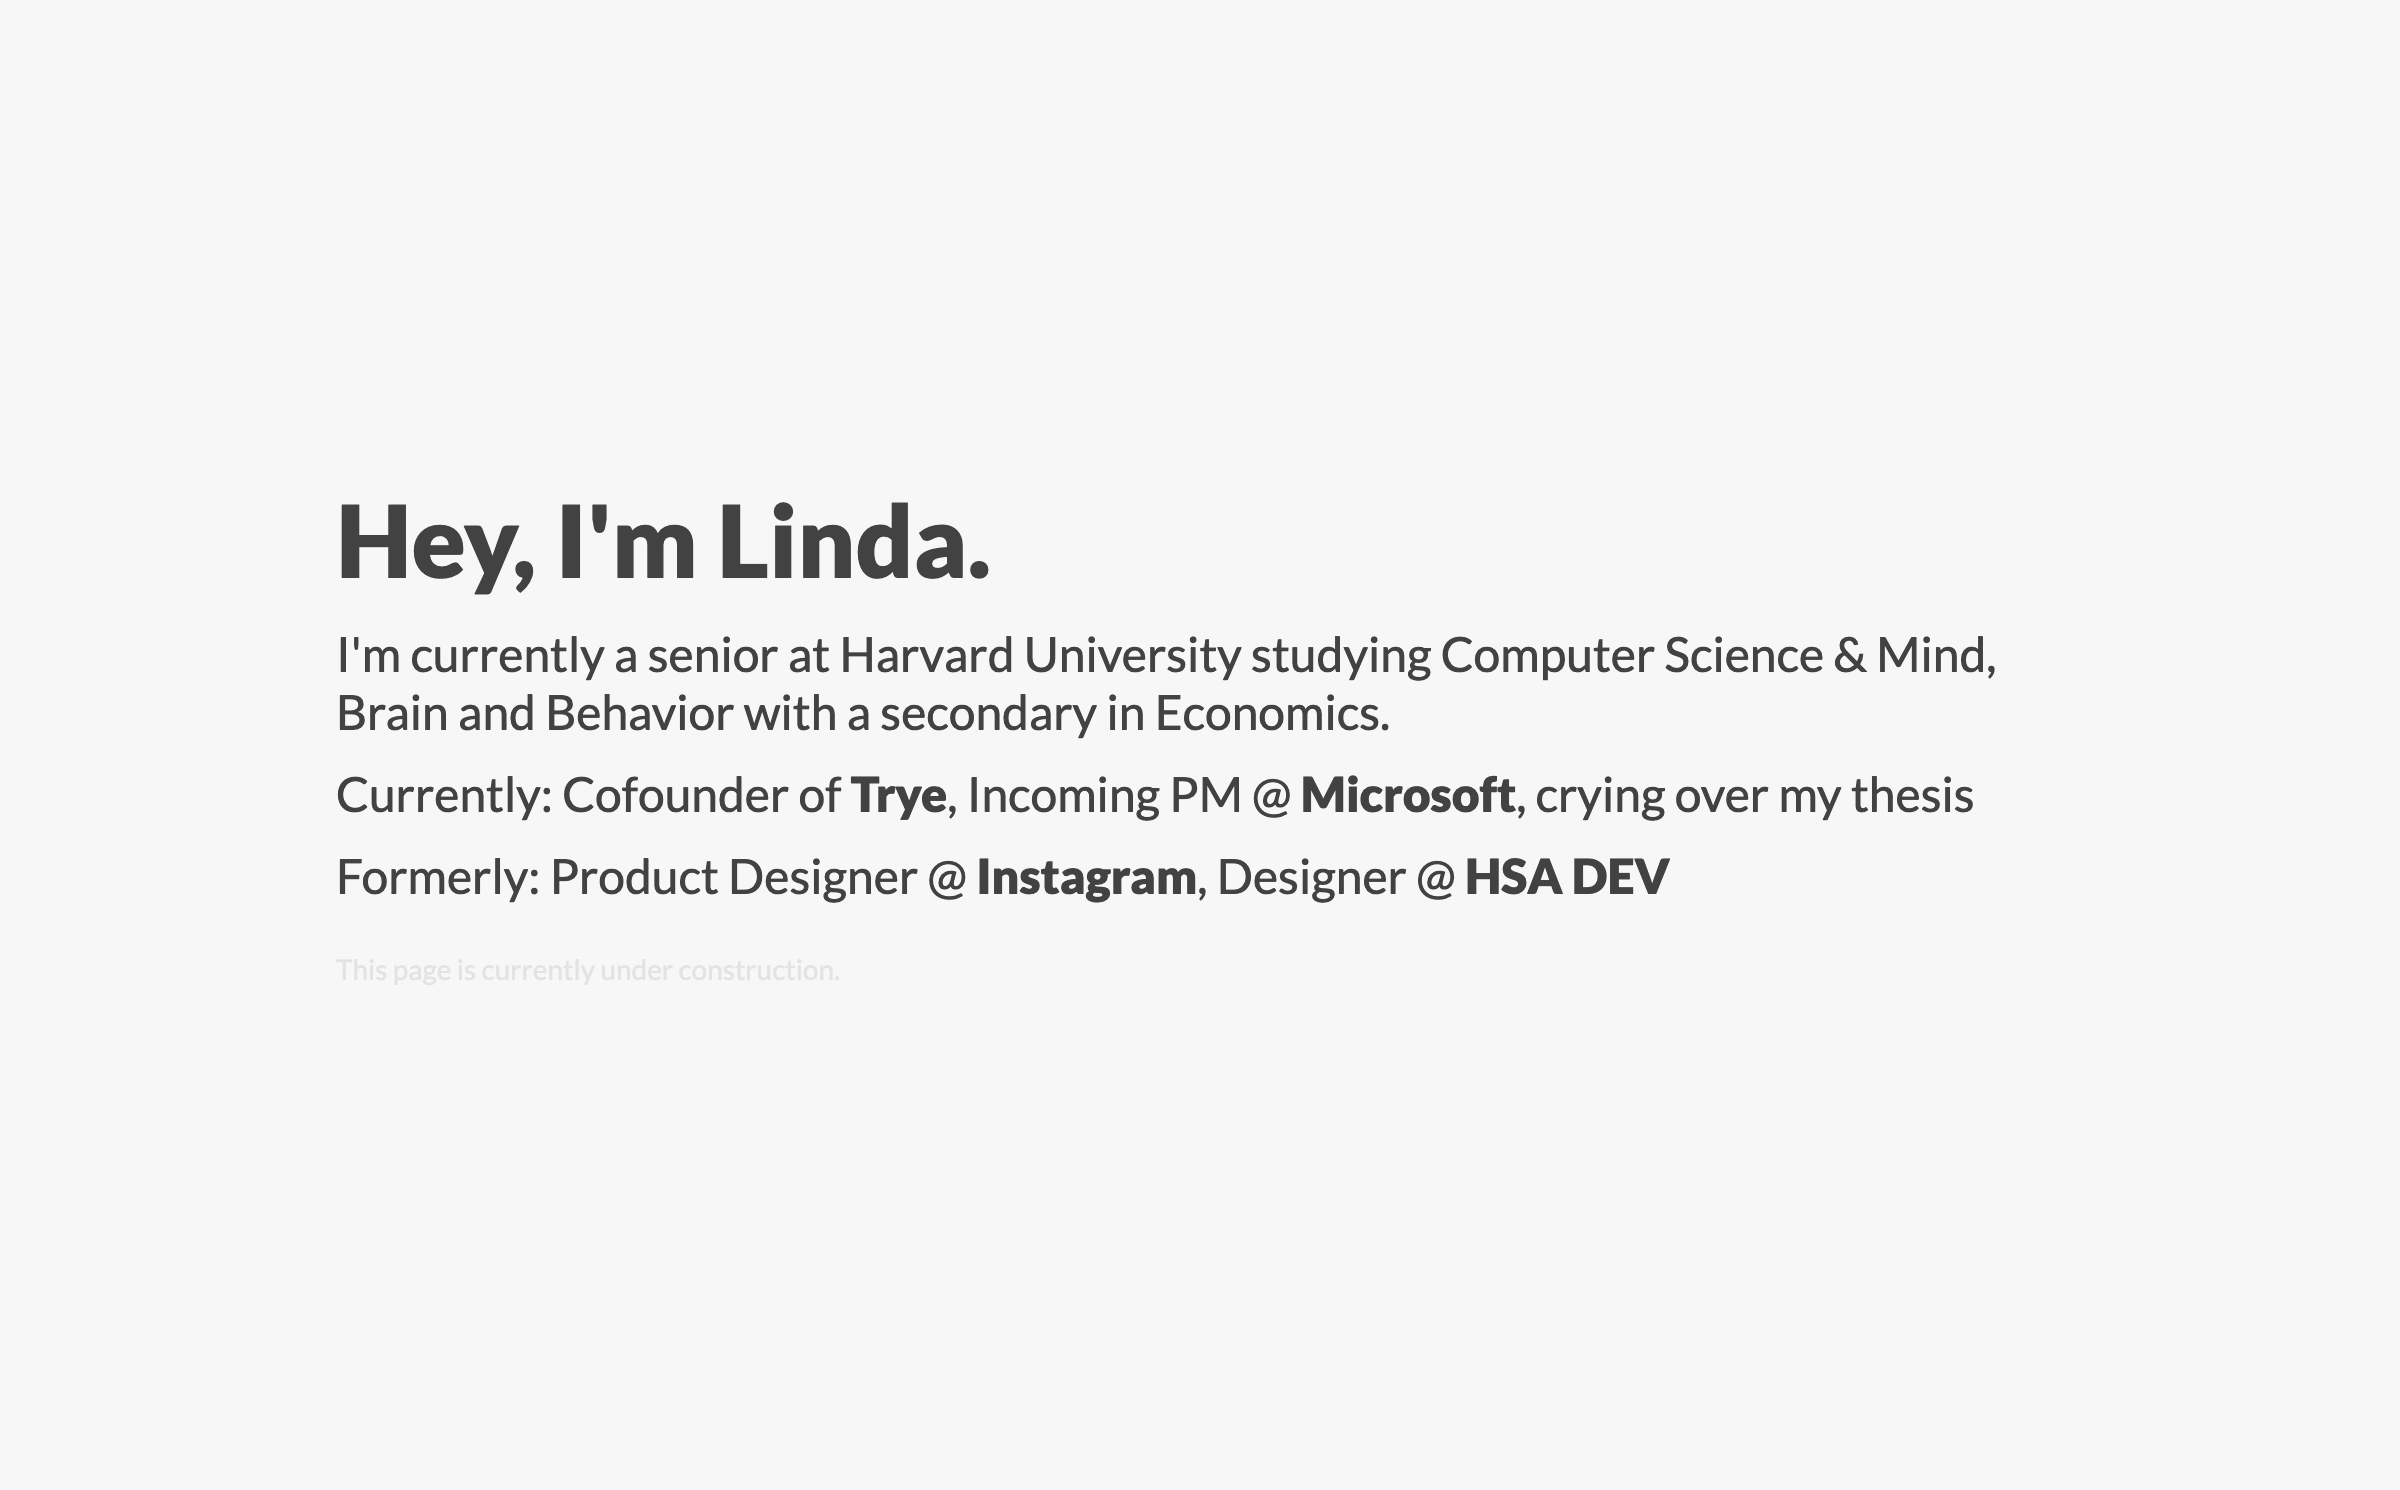 Hey, I'm Linda.
I'm currently a senior at Harvard University studying Computer Science & Mind,
Brain and Behavior with a secondary in Economics.
Currently: Cofounder of Trye, Incoming PM @ Microsoft, crying over my thesis
Formerly: Product Designer @ Instagram, Designer @ HSA DEV
This page is currently under construction.